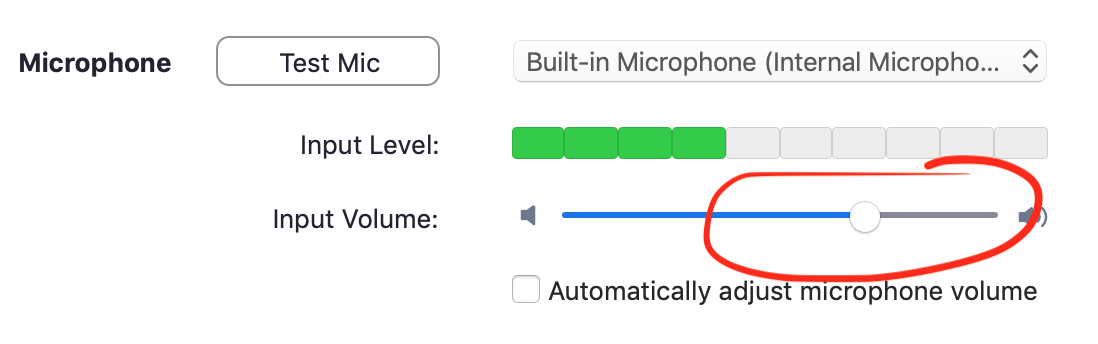 Microphone Test Mic Built-in Microphone (Internal Micropho...
Input Level:
Input Volume:
Automatically adjust microphone volume